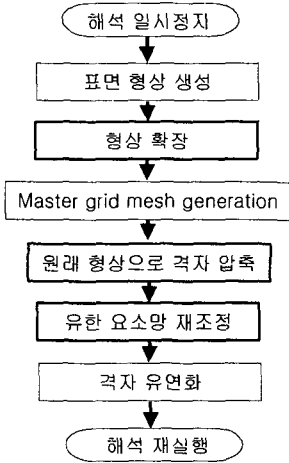 해석 일시정지
표면 형상 생성
형상 확장
Master grid mesh generation
원래 형상으로 격자 압축
유한 요소망 재조정
격자 유연화
해석 재실행